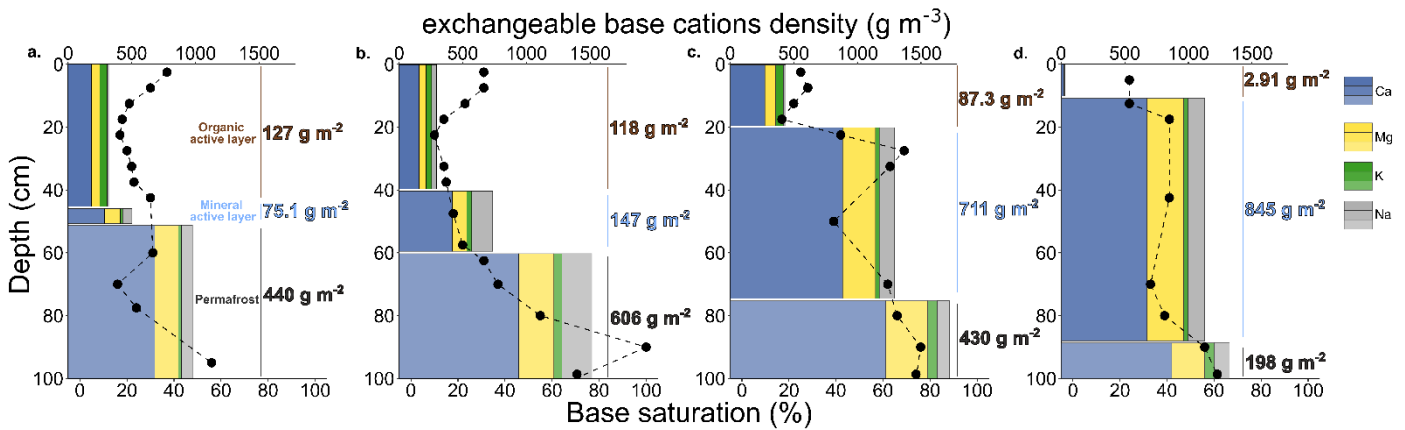 exchangeable base cations density (g m-3)
a. 0 500 1000 1500
b. 0 500 1000 1500
c. 0 500 1000 1500
d. 0 500 1000 1500
Depth (cm)
0
20
40
60
80
100
Organic
active layer
127 g m-2
Mineral
active layer
75.1 g m-2
Permafrost
440 g m-2
118 g m-2
147 g m-2
606 g m-2
87.3 g m-2
711 g m-2
430 g m-2
2.91 g m-2
845 g m-2
198 g m-2
Ca
Mg
K
Na
0 20 40 60 80 100
0 20 40 60 80 100
0 20 40 60 80 100
0 20 40 60 80 100
Base saturation (%)